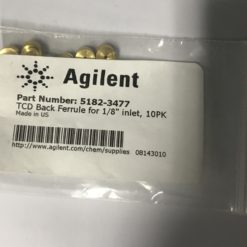 Agilent
Part Number: 5182-3477
TCD Back Ferrule for 1/8" inlet, 10PK
Made in US
www.agilent.com/chem/supplies 08143010